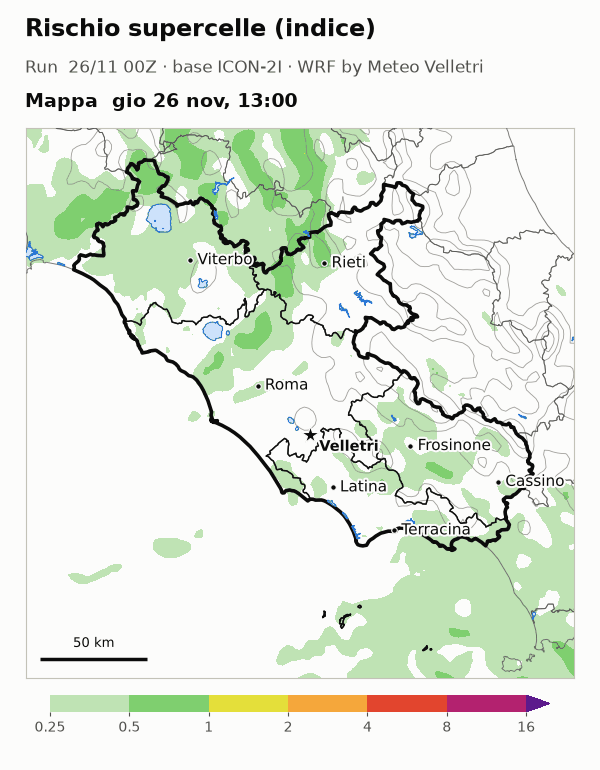 Rischio supercelle (indice)
Run  26/11 00Z · base ICON-2I · WRF by Meteo Velletri
Mappa  gio 26 nov, 13:00
Viterbo
Rieti
Roma
Velletri
Frosinone
Cassino
Latina
Terracina
50 km
0.25 0.5 1 2 4 8 16